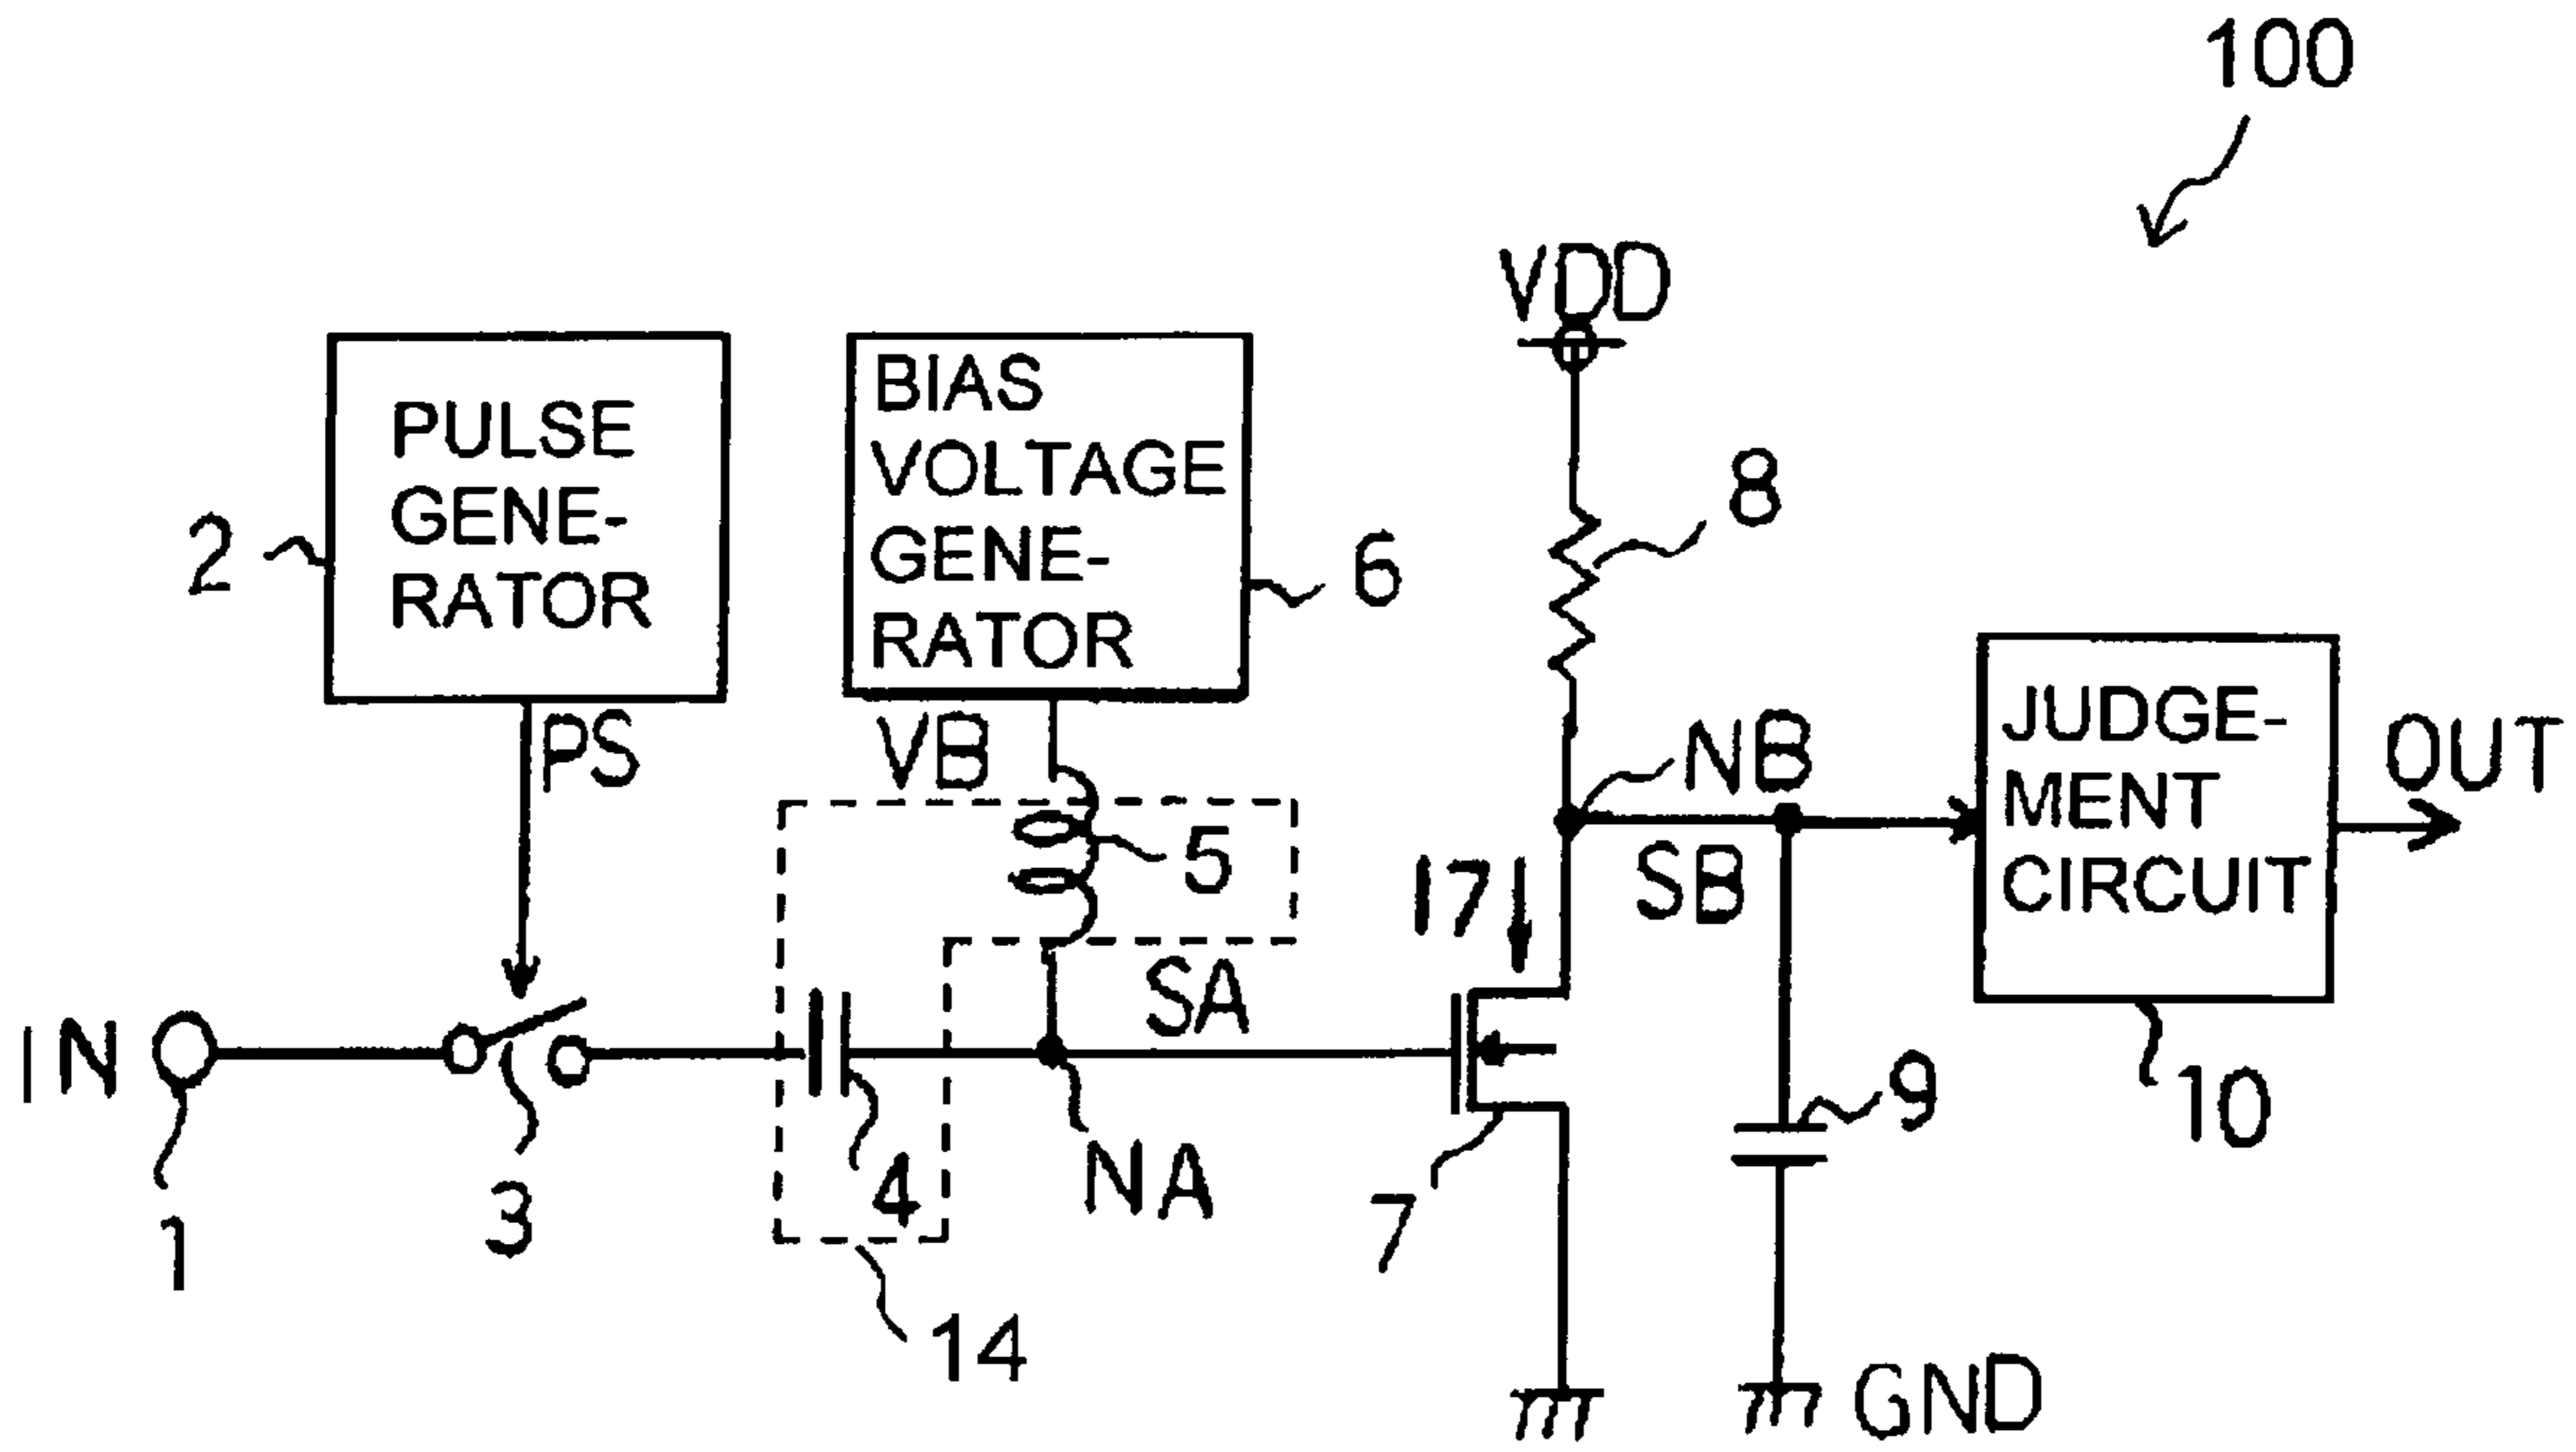 100
VDD
PULSE
GENE-
RATOR
2
BIAS
VOLTAGE
GENE-
RATOR
6
8
PS
VB
NB
JUDGE-
MENT
CIRCUIT
OUT
5
I7
SB
SA
IN
1
3
4
NA
7
9
10
14
GND